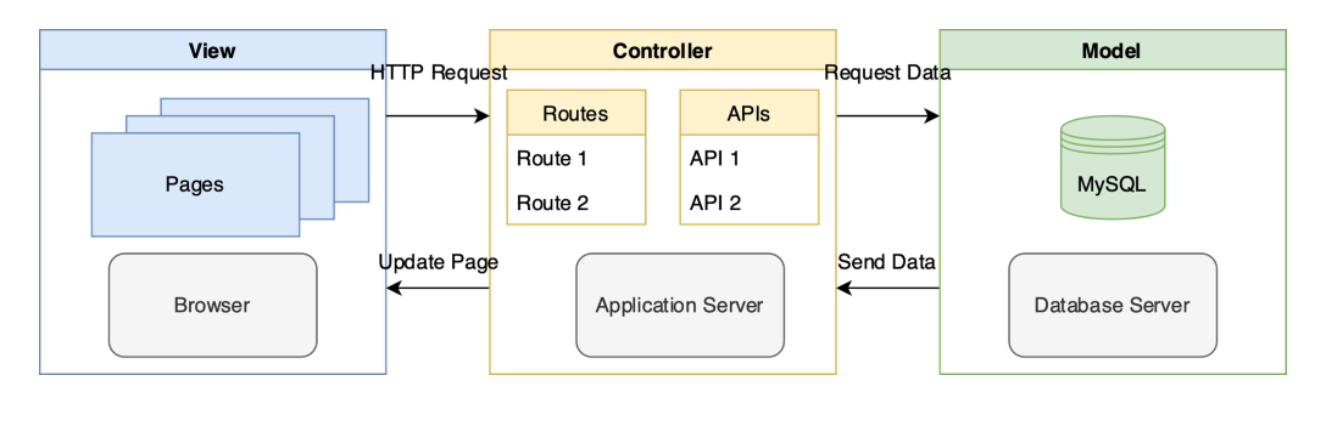 View
Controller
Model
HTTP Request
Request Data
Pages
Routes
Route 1
Route 2
APIs
API 1
API 2
MySQL
Update Page
Send Data
Browser
Application Server
Database Server